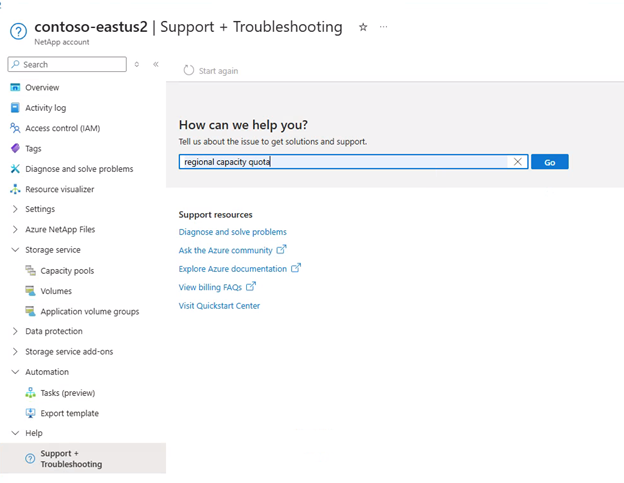 contoso-eastus2 | Support + Troubleshooting
NetApp account
Search
Overview
Activity log
Access control (IAM)
Tags
Diagnose and solve problems
Resource visualizer
Settings
Azure NetApp Files
Storage service
Capacity pools
Volumes
Application volume groups
Data protection
Storage service add-ons
Automation
Tasks (preview)
Export template
Help
Support +
Troubleshooting
Start again
How can we help you?
Tell us about the issue to get solutions and support.
regional capacity quota
Go
Support resources
Diagnose and solve problems
Ask the Azure community
Explore Azure documentation
View billing FAQs
Visit Quickstart Center